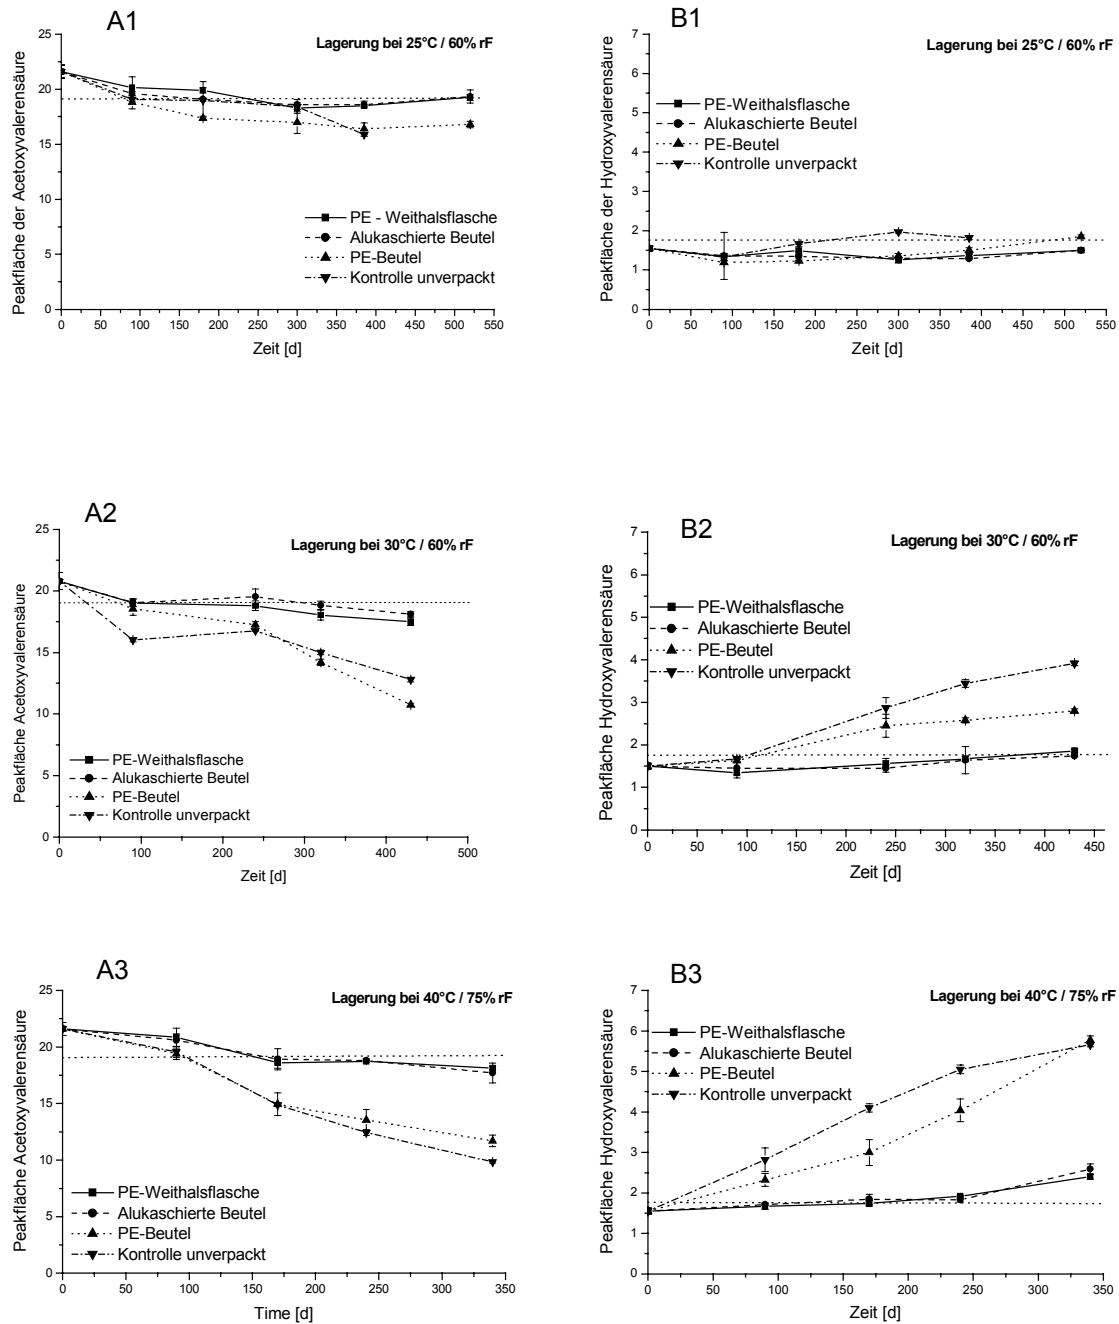 A1
Lagerung bei 25°C / 60% rF
Peakfläche der Acetoxyvalerensäure
25
20
15
10
5
0
PE - Weithalsflasche
Alukaschierte Beutel
PE-Beutel
Kontrolle unverpackt
0 50 100 150 200 250 300 350 400 450 500 550
Zeit [d]
B1
Lagerung bei 25°C / 60% rF
Peakfläche der Hydroxyvalerensäure
7
6
5
4
3
2
1
0
PE-Weithalsflasche
Alukaschierte Beutel
PE-Beutel
Kontrolle unverpackt
0 50 100 150 200 250 300 350 400 450 500 550
Zeit [d]
A2
Lagerung bei 30°C / 60% rF
Peakfläche Acetoxyvalerensäure
25
20
15
10
5
0
PE-Weithalsflasche
Alukaschierte Beutel
PE-Beutel
Kontrolle unverpackt
0 100 200 300 400 500
Zeit [d]
B2
Lagerung bei 30°C / 60% rF
Peakfläche Hydroxyvalerensäure
7
6
5
4
3
2
1
0
PE-Weithalsflasche
Alukaschierte Beutel
PE-Beutel
Kontrolle unverpackt
0 50 100 150 200 250 300 350 400 450
Zeit [d]
A3
Lagerung bei 40°C / 75% rF
Peakfläche Acetoxyvalerensäure
25
20
15
10
5
0
PE-Weithalsflasche
Alukaschierte Beutel
PE-Beutel
Kontrolle unverpackt
0 50 100 150 200 250 300 350
Time [d]
B3
Lagerung bei 40°C / 75% rF
Peakfläche Hydroxyvalerensäure
7
6
5
4
3
2
1
0
PE-Weithalsflasche
Alukaschierte Beutel
PE-Beutel
Kontrolle unverpackt
0 50 100 150 200 250 300 350
Zeit [d]